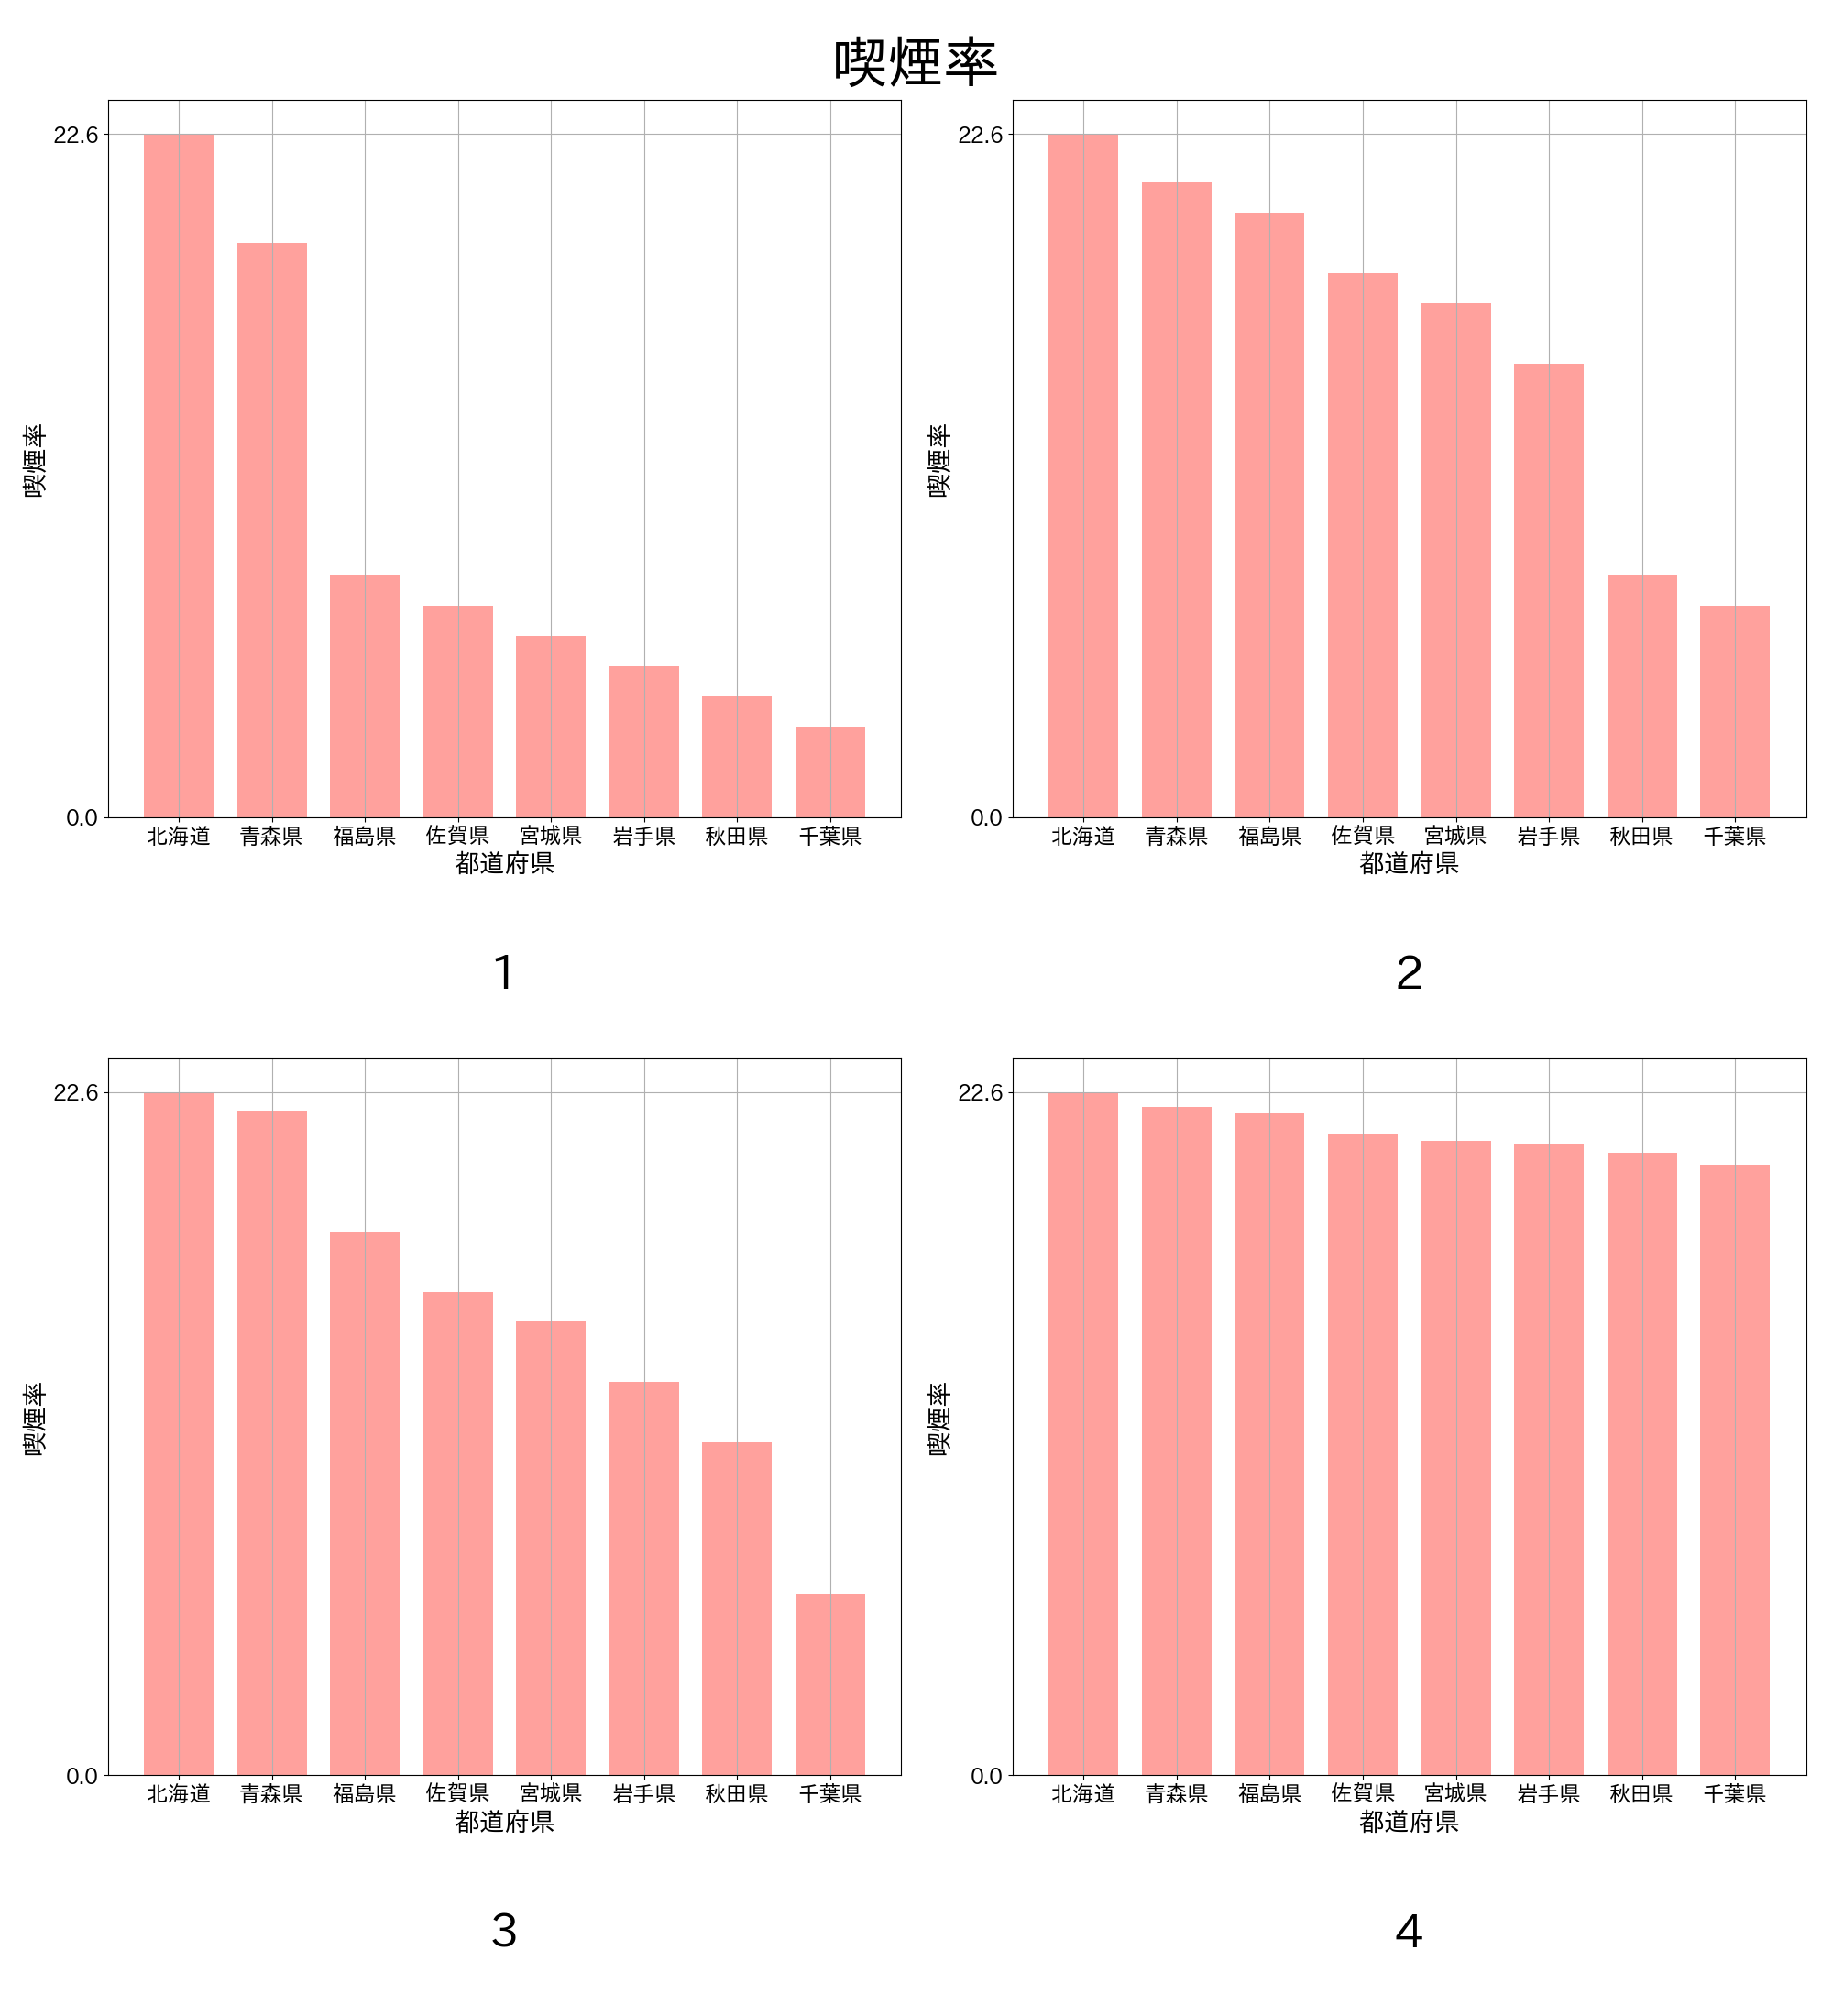 喫煙率
22.6
0.0
喫煙率
北海道 青森県 福島県 佐賀県 宮城県 岩手県 秋田県 千葉県
都道府県
1
22.6
0.0
喫煙率
北海道 青森県 福島県 佐賀県 宮城県 岩手県 秋田県 千葉県
都道府県
2
22.6
0.0
喫煙率
北海道 青森県 福島県 佐賀県 宮城県 岩手県 秋田県 千葉県
都道府県
3
22.6
0.0
喫煙率
北海道 青森県 福島県 佐賀県 宮城県 岩手県 秋田県 千葉県
都道府県
4